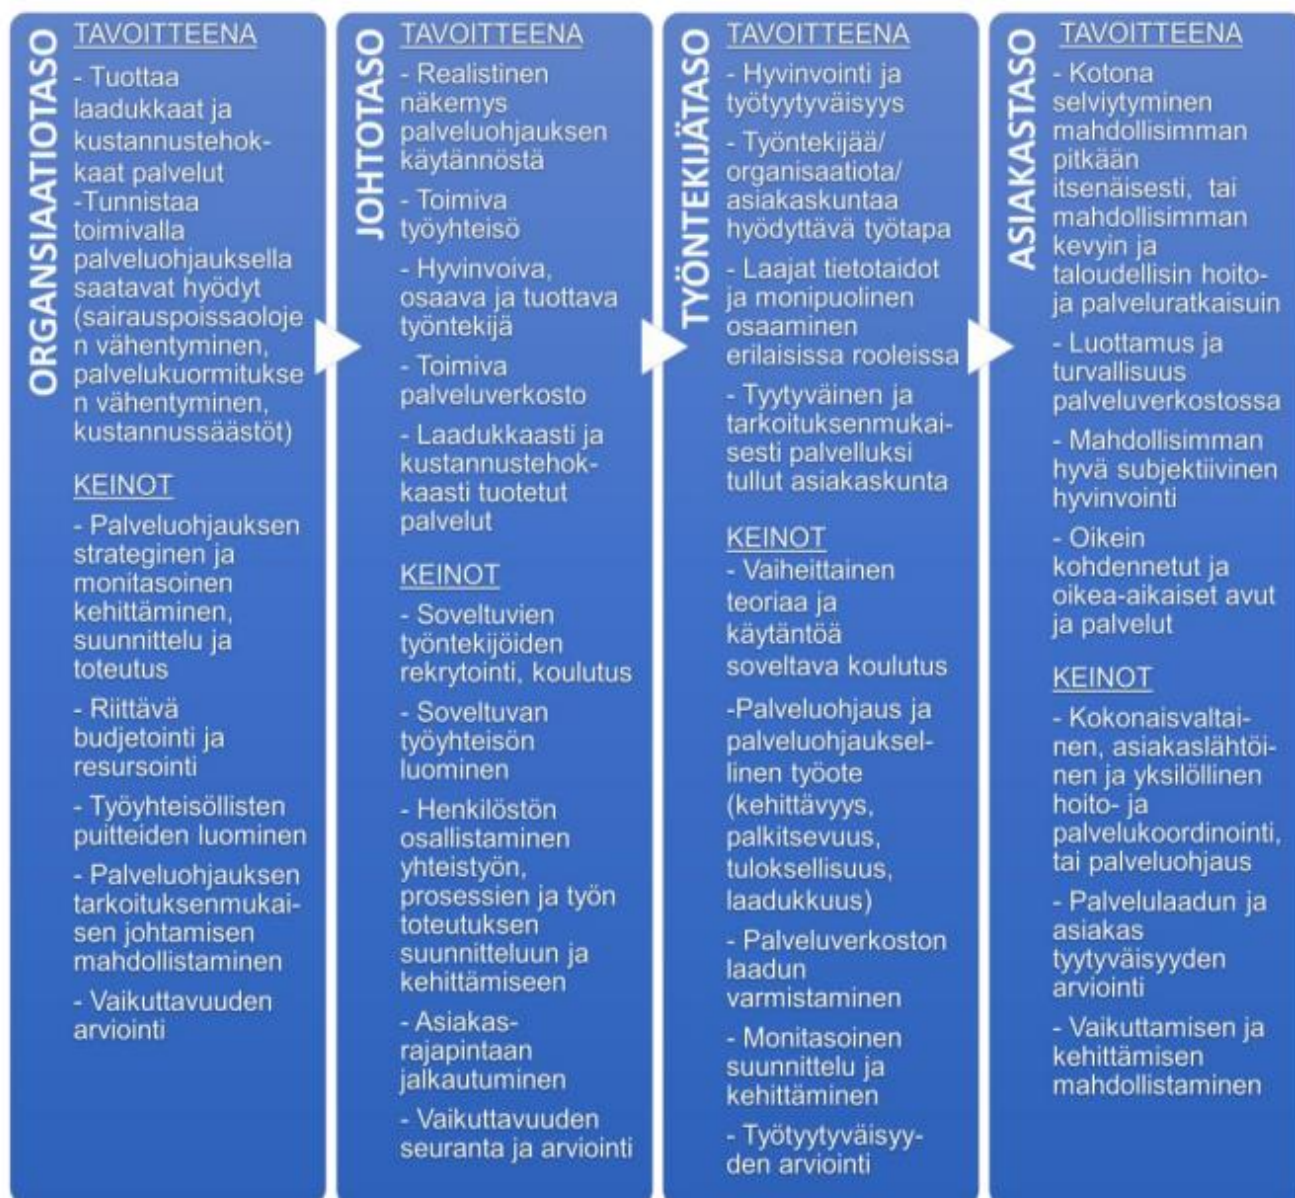 ORGANSIAATIOTASO
TAVOITTEENA
- Tuottaa
laadukkaat ja
kustannustehok-
kaat palvelut
-Tunnistaa
toimivalla
palveluohjauksella
saatavat hyödyt
(sairauspoissaoloje
n vähentyminen,
palvelukuormitukse
n vähentyminen,
kustannussäästöt)
KEINOT
- Palveluohjauksen
strateginen ja
monitasoinen
kehittäminen,
suunnittelu ja
toteutus
- Riittävä
budjetointi ja
resursointi
- Työyhteisöllisten
puitteiden luominen
- Palveluohjauksen
tarkoituksenmukai-
sen johtamisen
mahdollistaminen
- Vaikuttavuuden
arviointi
JOHTOTASO
TAVOITTEENA
- Realistinen
näkemys
palveluohjauksen
käytännöstä
- Toimiva
työyhteisö
- Hyvinvoiva,
osaava ja tuottava
työntekijä
- Toimiva
palveluverkosto
- Laadukkaasti ja
kustannustehok-
kaasti tuotetut
palvelut
KEINOT
- Soveltuvien
työntekijöiden
rekrytointi, koulutus
- Soveltuvan
työyhteisön
luominen
- Henkilöstön
osallistaminen
yhteistyön,
prosessien ja työn
toteutuksen
suunnitteluun ja
kehittämiseen
- Asiakas-
rajapintaan
jalkautuminen
- Vaikuttavuuden
seuranta ja arviointi
TYÖNTEKIJÄTASO
TAVOITTEENA
- Hyvinvointi ja
työtyytyväisyys
- Työntekijää/
organisaatiota/
asiakaskuntaa
hyödyttävä työtapa
- Laajat tietotaidot
ja monipuolinen
osaaminen
erilaisissa rooleissa
- Tyytyväinen ja
tarkoituksenmukai-
sesti palvelluksi
tullut asiakaskunta
KEINOT
- Vaiheittainen
teoriaa ja
käytäntöä
soveltava koulutus
-Palveluohjaus ja
palveluohjauksel-
linen työote
(kehittävyys,
palkitsevuus,
tuloksellisuus,
laadukkuus)
- Palveluverkoston
laadun
varmistaminen
- Monitasoinen
suunnittelu ja
kehittäminen
- Työtyytyväisyy-
den arviointi
ASIAKASTASO
TAVOITTEENA
- Kotona
selviytyminen
mahdollisimman
pitkään
itsenäisesti, tai
mahdollisimman
kevyin ja
taloudellisin hoito-
ja palveluratkaisuin
- Luottamus ja
turvallisuus
palveluverkostossa
- Mahdollisimman
hyvä subjektiivinen
hyvinvointi
- Oikein
kohdennetut ja
oikea-aikaiset avut
ja palvelut
KEINOT
- Kokonaisvaltai-
nen, asiakaslähtöi-
nen ja yksilöllinen
hoito- ja
palvelukoordinointi,
tai palveluohjaus
- Palvelulaadun ja
asiakas
tyytyväisyyden
arviointi
- Vaikuttamisen ja
kehittämisen
mahdollistaminen